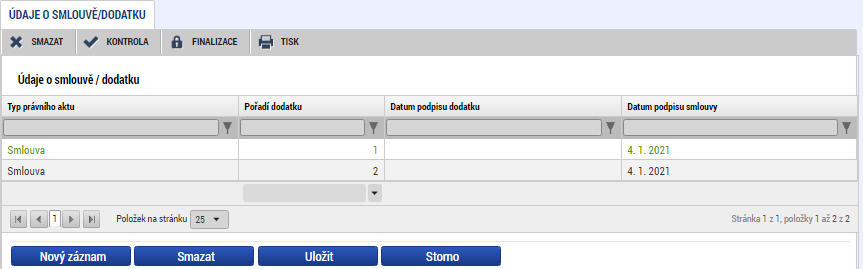 ÚDAJE O SMLOUVĚ/DODATKU
SMAZAT KONTROLA FINALIZACE TISK
Údaje o smlouvě / dodatku
Typ právního aktu Pořadí dodatku Datum podpisu dodatku Datum podpisu smlouvy
Smlouva 1 4. 1. 2021
Smlouva 2 4. 1. 2021
1 Položek na stránku 25 Stránka 1 z 1, položky 1 až 2 z 2
Nový záznam Smazat Uložit Storno